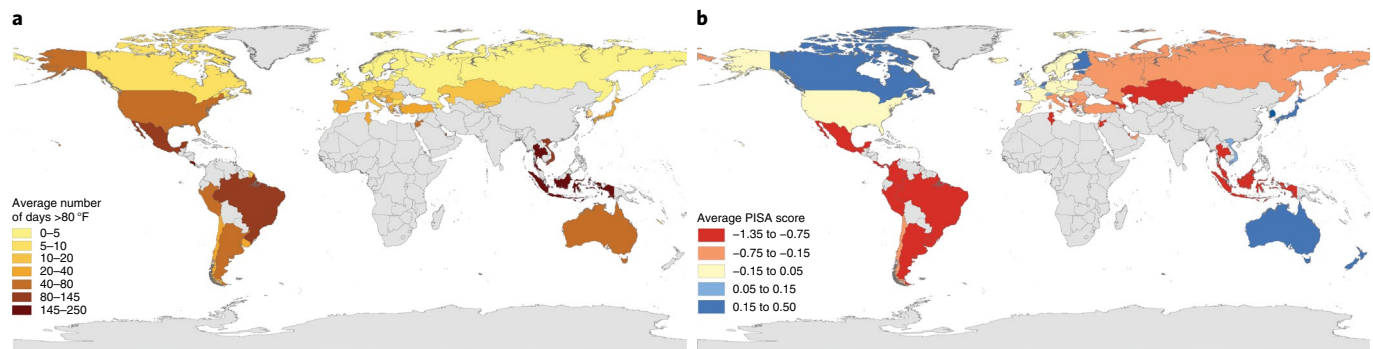 a
Average number
of days >80 °F
0–5
5–10
10–20
20–40
40–80
80–145
145–250
b
Average PISA score
−1.35 to −0.75
−0.75 to −0.15
−0.15 to 0.05
0.05 to 0.15
0.15 to 0.50